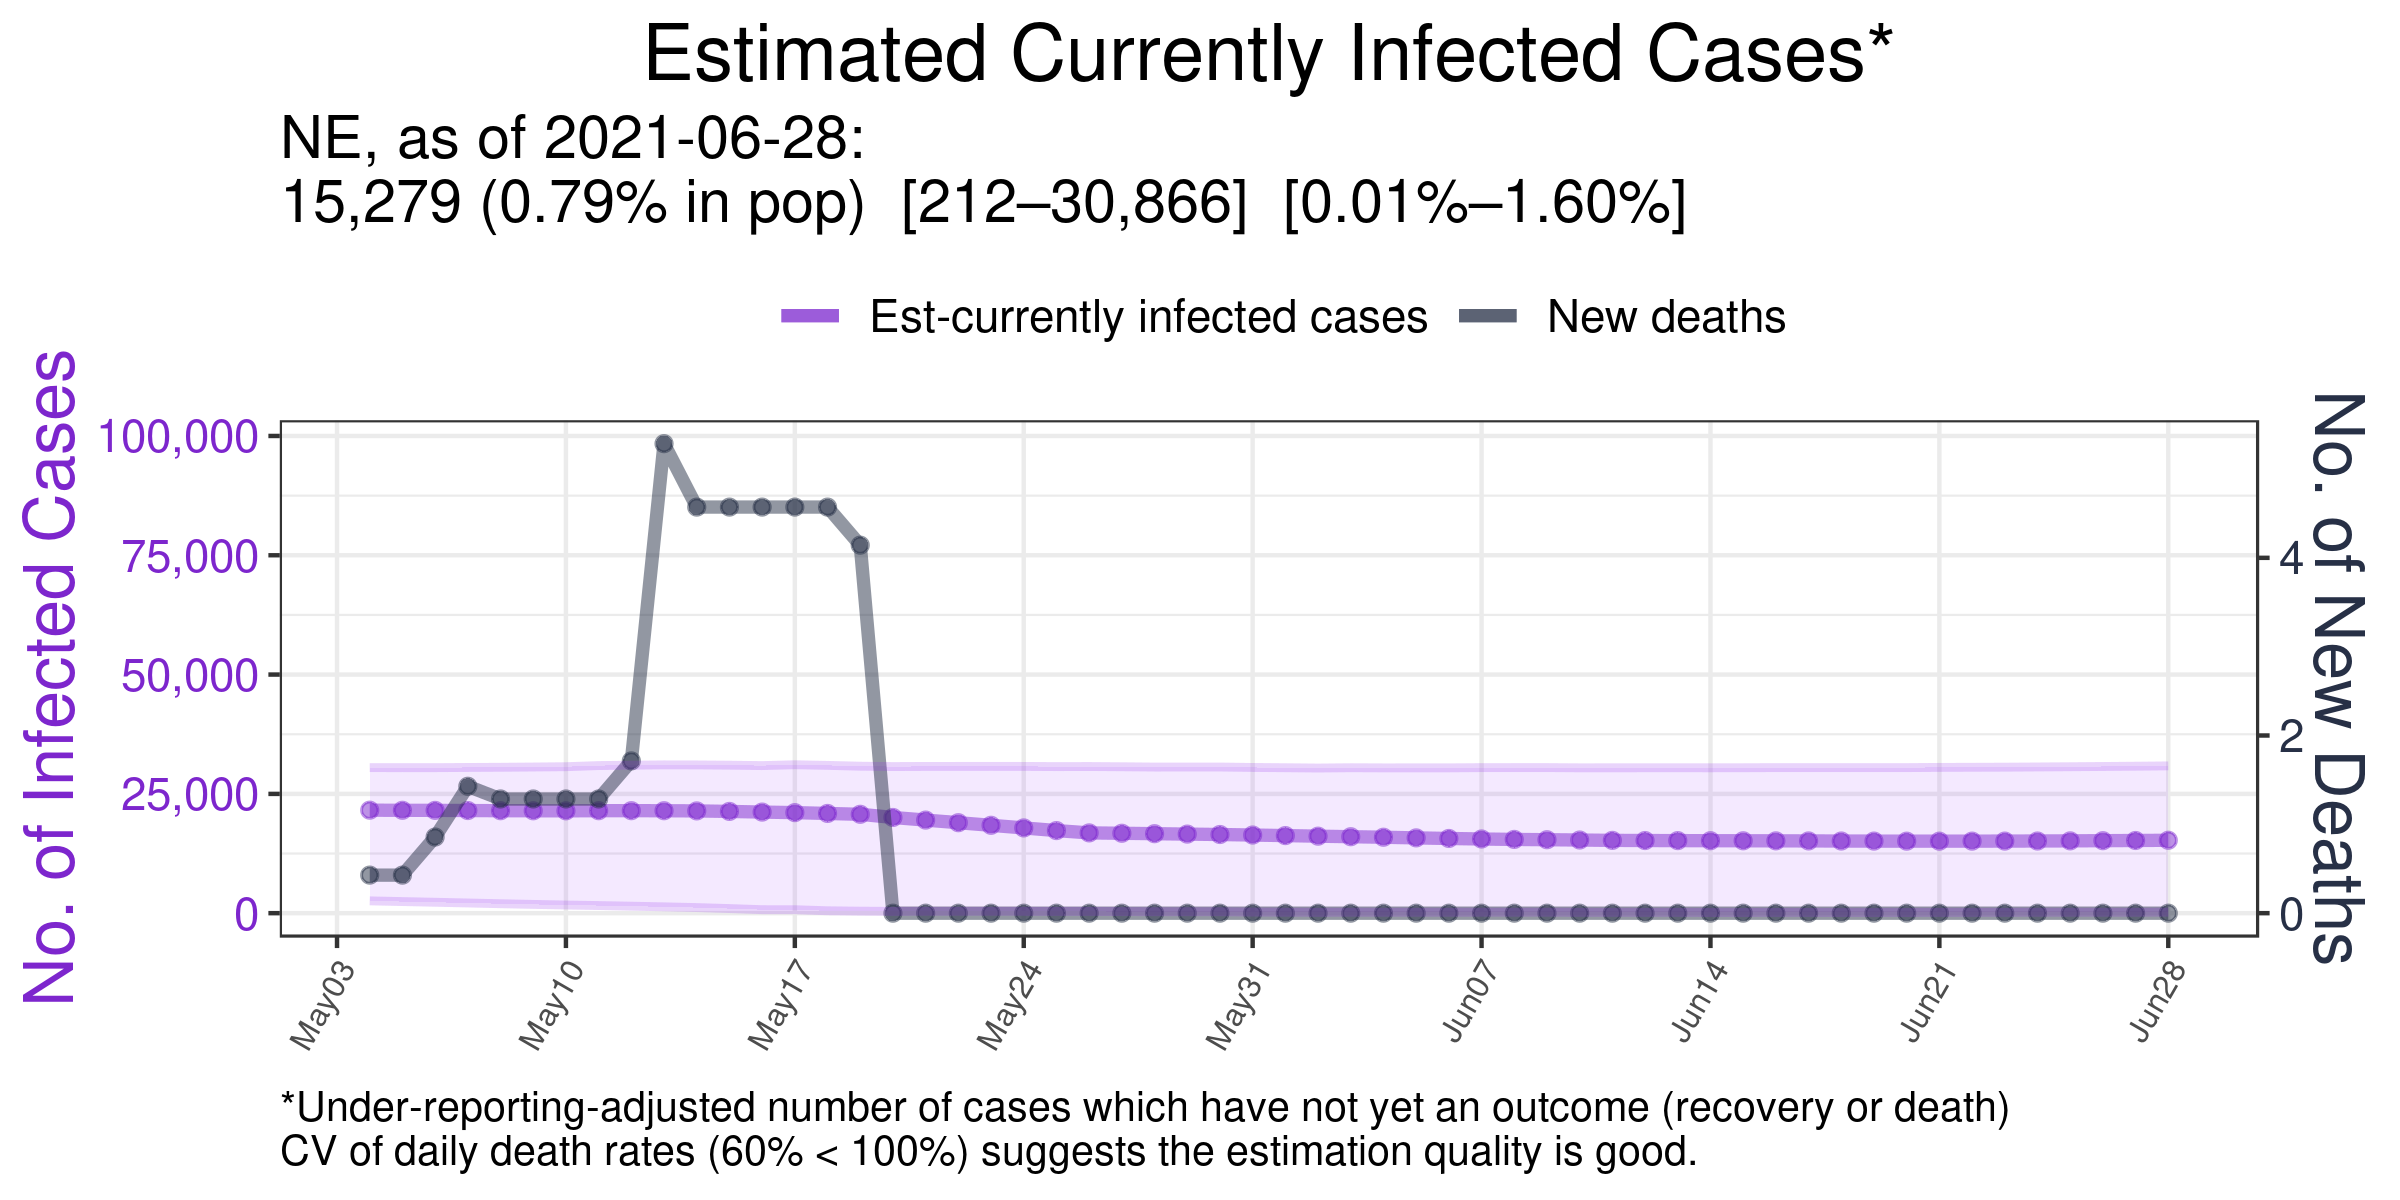 Estimated Currently Infected Cases*
NE, as of 2021-06-28:
15,279 (0.79% in pop)  [212–30,866]  [0.01%–1.60%]
Est-currently infected cases
New deaths
No. of Infected Cases
100,000
75,000
50,000
25,000
0
No. of New Deaths
4
2
0
May03
May10
May17
May24
May31
Jun07
Jun14
Jun21
Jun28
*Under-reporting-adjusted number of cases which have not yet an outcome (recovery or death)
CV of daily death rates (60% < 100%) suggests the estimation quality is good.